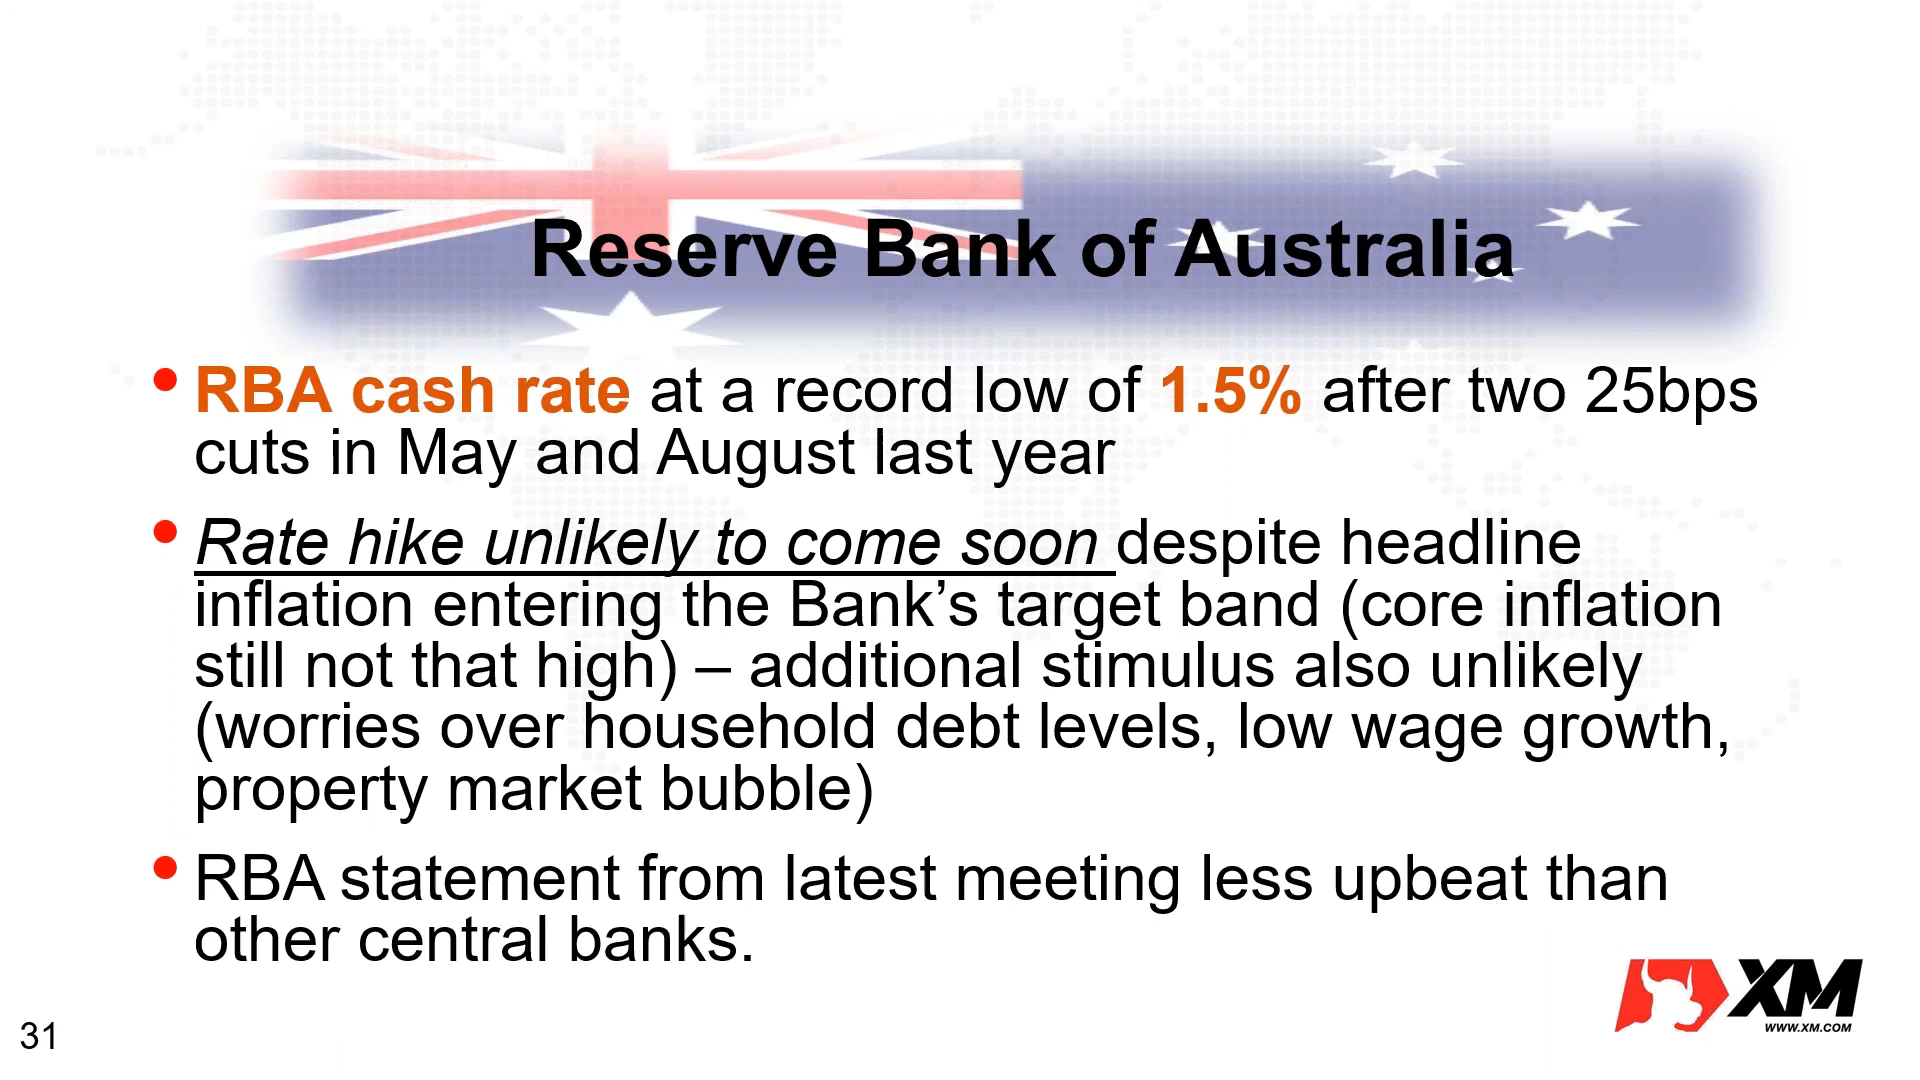 Reserve Bank of Australia
• RBA cash rate at a record low of 1.5% after two 25bps
cuts in May and August last year
• Rate hike unlikely to come soon despite headline
inflation entering the Bank’s target band (core inflation
still not that high) – additional stimulus also unlikely
(worries over household debt levels, low wage growth,
property market bubble)
• RBA statement from latest meeting less upbeat than
other central banks.
XM
WWW.XM.COM
31